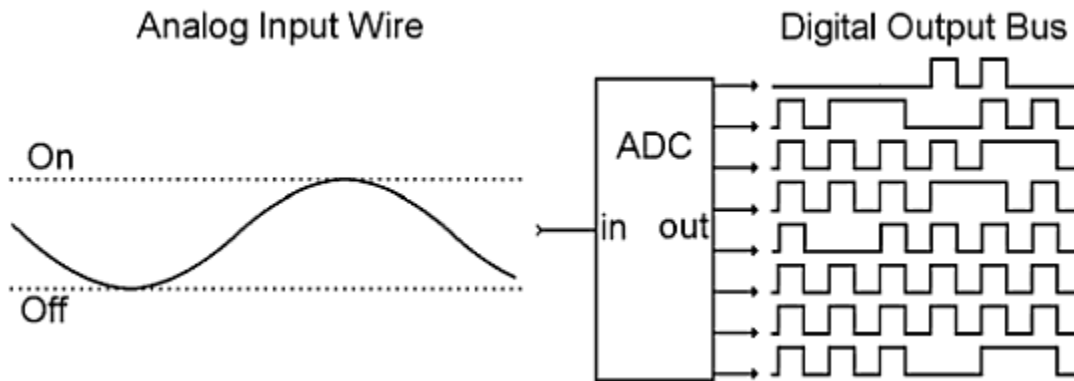 Analog Input Wire
Digital Output Bus
On
ADC
in out
Off